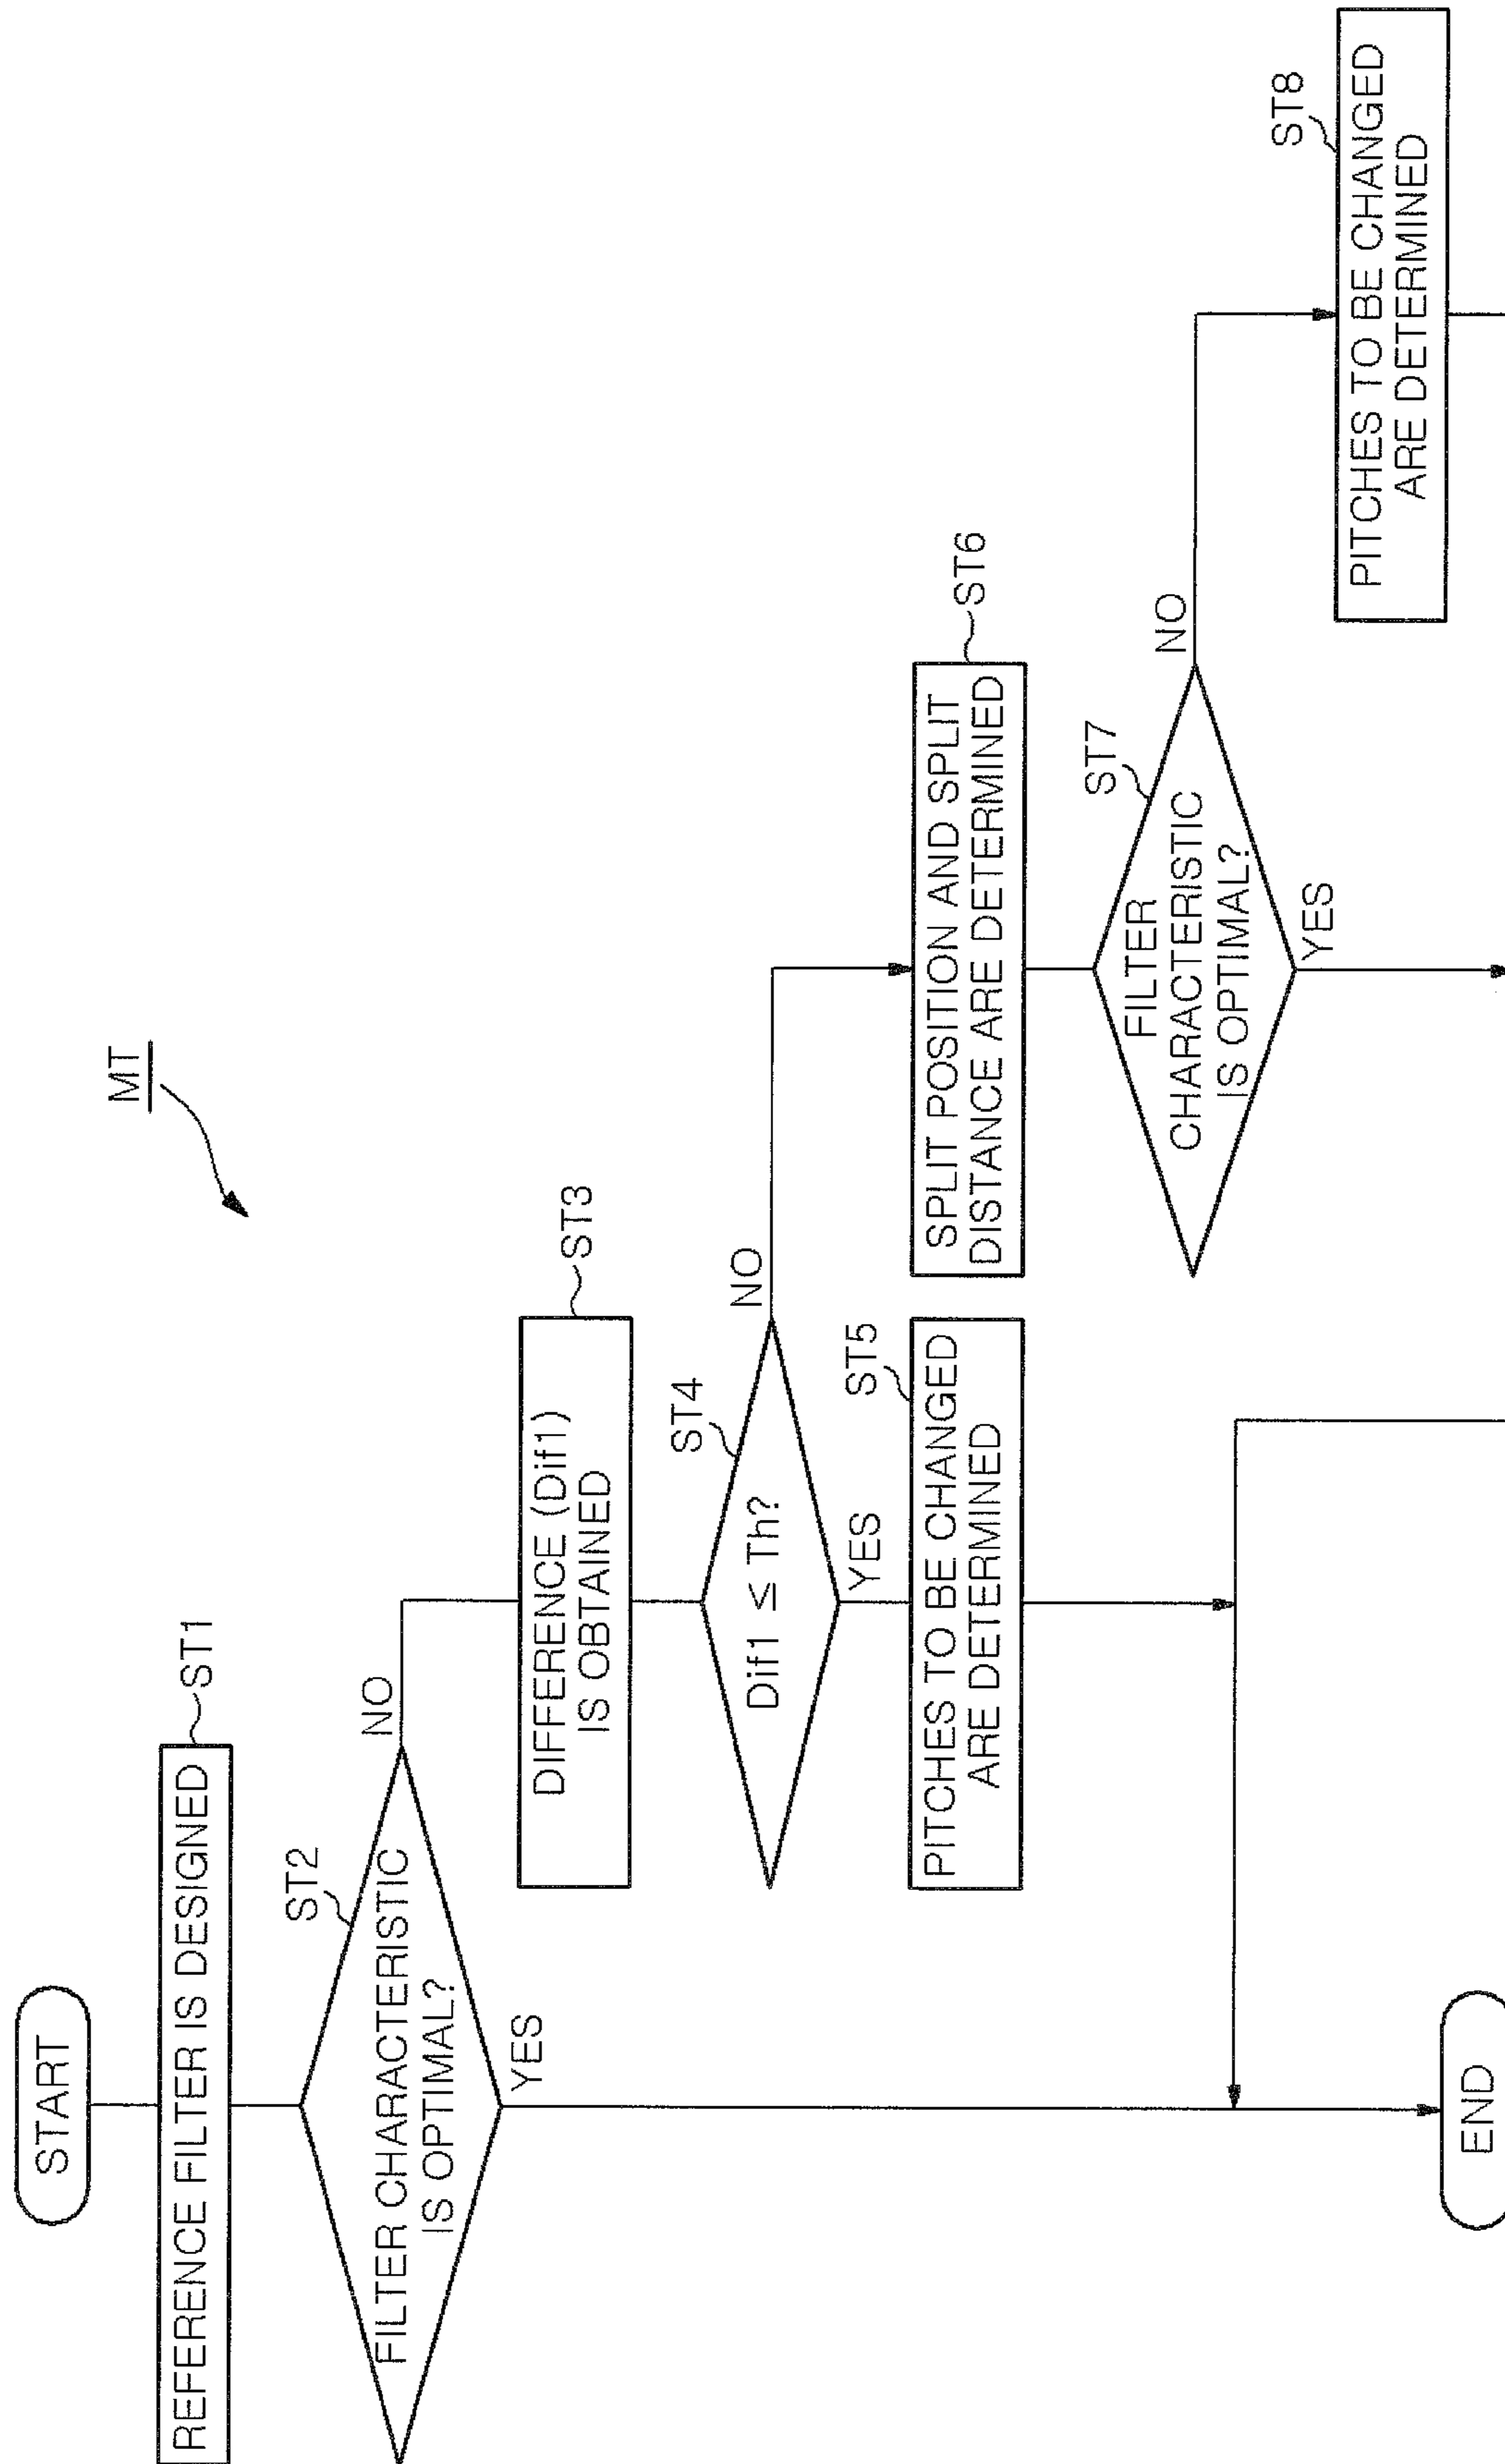 MT
START
REFERENCE FILTER IS DESIGNED
ST1
ST2
FILTER CHARACTERISTIC
IS OPTIMAL?
NO
YES
DIFFERENCE (Dif1)
IS OBTAINED
ST3
ST4
Dif1 ≤ Th?
NO
YES
ST5
PITCHES TO BE CHANGED
ARE DETERMINED
SPLIT POSITION AND SPLIT
DISTANCE ARE DETERMINED
ST6
ST7
FILTER
CHARACTERISTIC
IS OPTIMAL?
NO
YES
ST8
PITCHES TO BE CHANGED
ARE DETERMINED
END